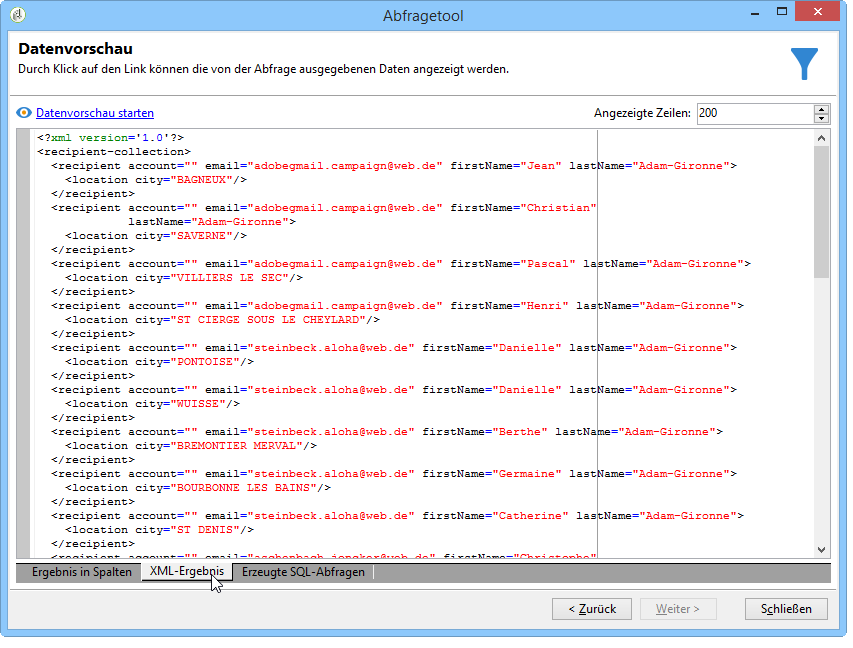 Abfragetool
Datenvorschau
Durch Klick auf den Link können die von der Abfrage ausgegebenen Daten angezeigt werden.
Datenvorschau starten
Angezeigte Zeilen: 200
<?xml version='1.0'?>
<recipient-collection>
<recipient account="" email="adobegmail.campaign@web.de" firstName="Jean" lastName="Adam-Gironne">
<location city="BAGNEUX"/>
</recipient>
<recipient account="" email="adobegmail.campaign@web.de" firstName="Christian"
lastName="Adam-Gironne">
<location city="SAVERNE"/>
</recipient>
<recipient account="" email="adobegmail.campaign@web.de" firstName="Pascal" lastName="Adam-Gironne">
<location city="VILLIERS LE SEC"/>
</recipient>
<recipient account="" email="adobegmail.campaign@web.de" firstName="Henri" lastName="Adam-Gironne">
<location city="ST CIERGE SOUS LE CHEYLARD"/>
</recipient>
<recipient account="" email="steinbeck.aloha@web.de" firstName="Danielle" lastName="Adam-Gironne">
<location city="PONTOISE"/>
</recipient>
<recipient account="" email="steinbeck.aloha@web.de" firstName="Danielle" lastName="Adam-Gironne">
<location city="WUISSE"/>
</recipient>
<recipient account="" email="steinbeck.aloha@web.de" firstName="Berthe" lastName="Adam-Gironne">
<location city="BREMONTIER MERVAL"/>
</recipient>
<recipient account="" email="steinbeck.aloha@web.de" firstName="Germaine" lastName="Adam-Gironne">
<location city="BOURBONNE LES BAINS"/>
</recipient>
<recipient account="" email="steinbeck.aloha@web.de" firstName="Catherine" lastName="Adam-Gironne">
<location city="ST DENIS"/>
</recipient>
<recipient account="" firstName="Christophe"
Ergebnis in Spalten XML-Ergebnis Erzeugte SQL-Abfragen
< Zurück Weiter > Schließen